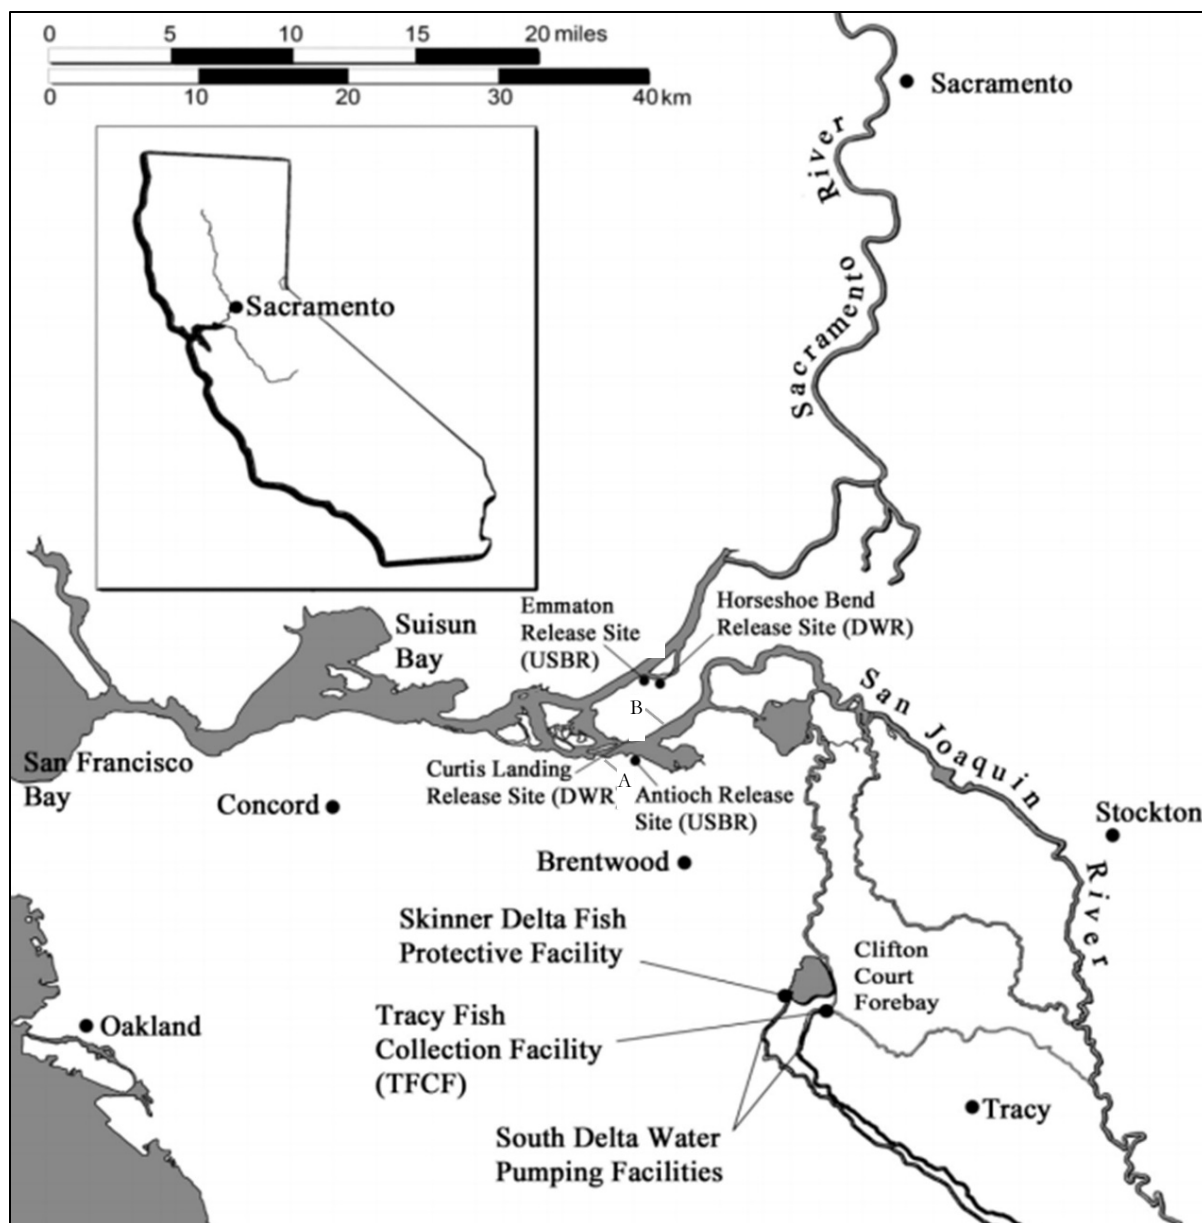 0 5 10 15 20 miles
0 10 20 30 40 km
Sacramento
Sacramento
River
Sacramento
Emmaton
Release Site
(USBR)
Horseshoe Bend
Release Site (DWR)
Suisun
Bay
B
San Joaquin
River
San Francisco
Bay
Curtis Landing
Release Site (DWR
A
Antioch Release
Site (USBR)
Concord
Stockton
Brentwood
Skinner Delta Fish
Protective Facility
Clifton
Court
Forebay
Tracy Fish
Collection Facility
(TFCF)
Oakland
Tracy
South Delta Water
Pumping Facilities